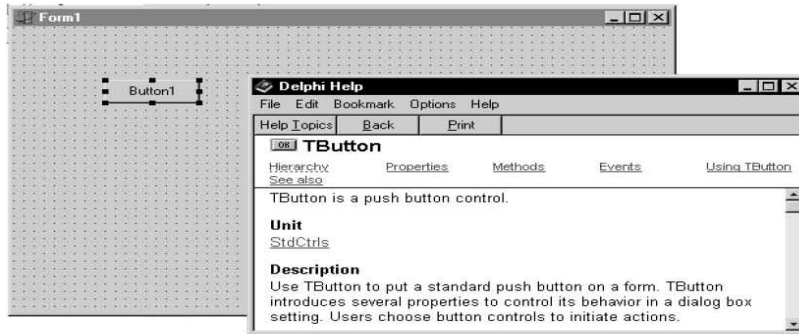 Form1
Button1
Delphi Help
File Edit Bookmark Options Help
Help Topics Back Print
OK TButton
Hierarchy Properties Methods Events Using TButton
See also
TButton is a push button control.
Unit
StdCtrls
Description
Use TButton to put a standard push button on a form. TButton
introduces several properties to control its behavior in a dialog box
setting. Users choose button controls to initiate actions.